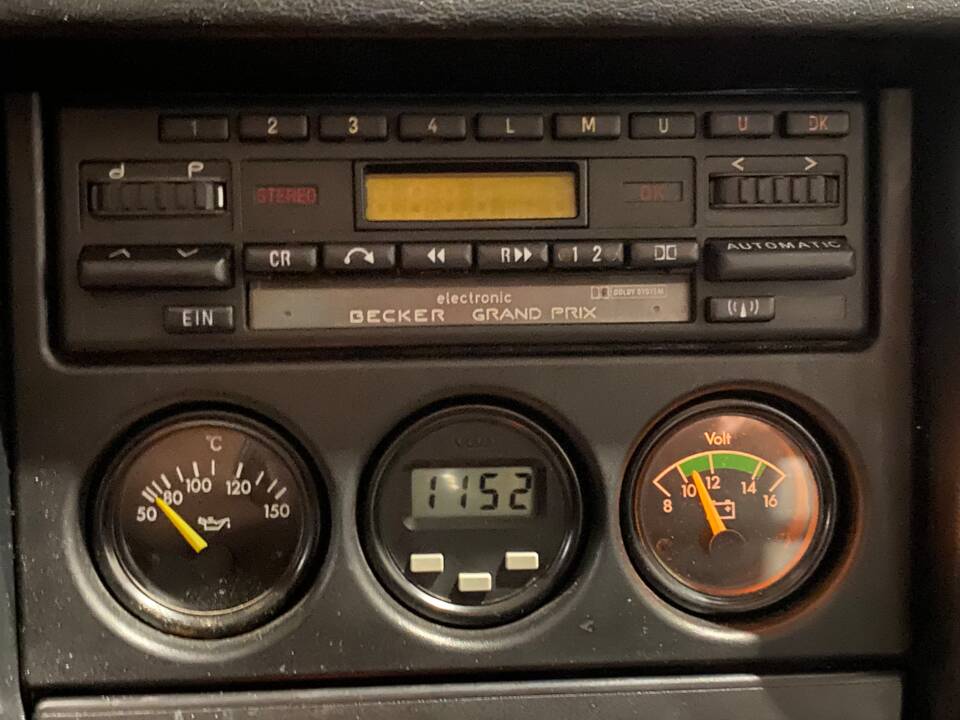 1 2 3 4 L M U U DK
STEREO DK < >
CR R 1 2 AUTOMATIC
electronic DOLBY SYSTEM
EIN BECKER GRAND PRIX
°C
50 80 100 120 150
1152
Volt
8 10 12 14 16